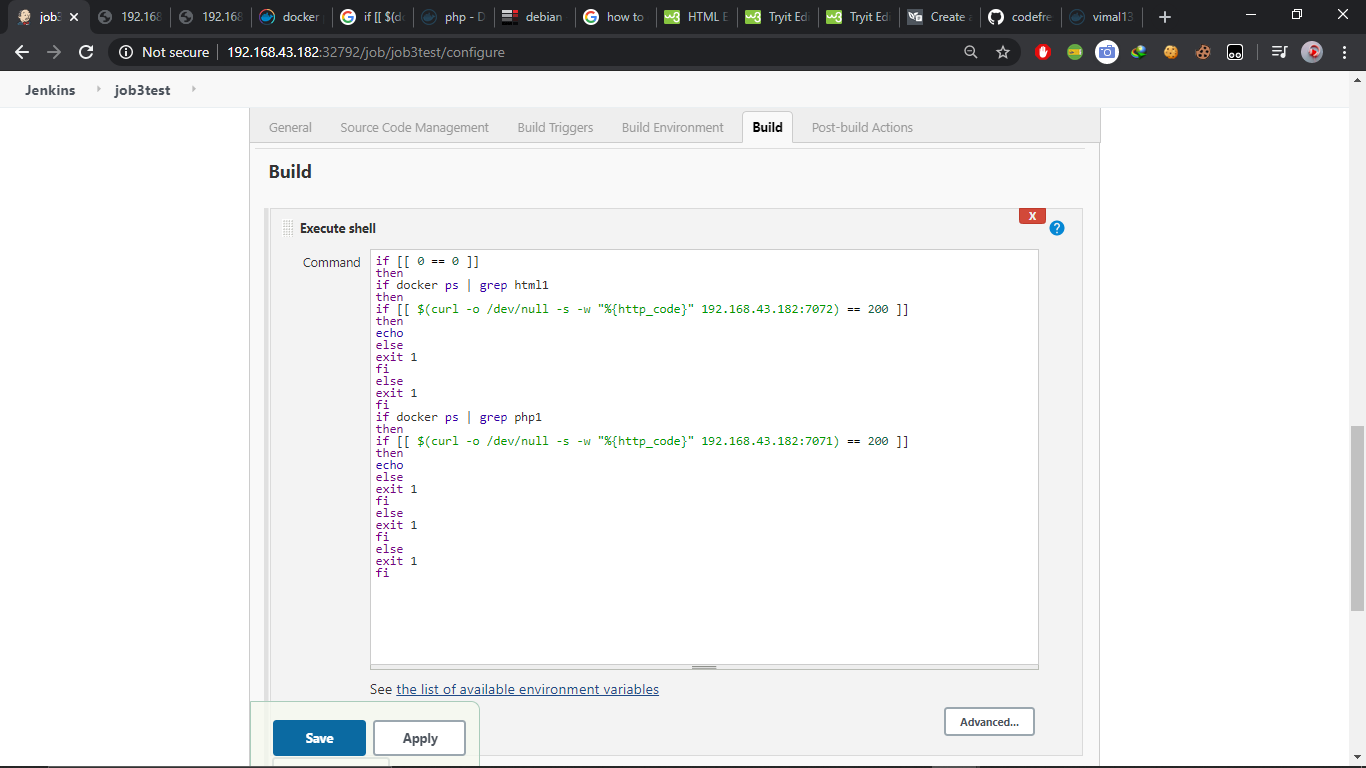 job3
192.168
192.168
docker
if [[ $(d
php - D
debian
how to
HTML E
Tryit Edi
Tryit Edi
Create a
codefre
vimal13
Not secure
192.168.43.182:32792/job/job3test/configure
Jenkins
job3test
General
Source Code Management
Build Triggers
Build Environment
Build
Post-build Actions
Build
X
Execute shell
?
Command
if [[ 0 == 0 ]]
then
if docker ps | grep html1
then
if [[ $(curl -o /dev/null -s -w "%{http_code}" 192.168.43.182:7072) == 200 ]]
then
echo
else
exit 1
fi
else
exit 1
fi
if docker ps | grep php1
then
if [[ $(curl -o /dev/null -s -w "%{http_code}" 192.168.43.182:7071) == 200 ]]
then
echo
else
exit 1
fi
else
exit 1
fi
else
exit 1
fi
See the list of available environment variables
Advanced...
Save
Apply